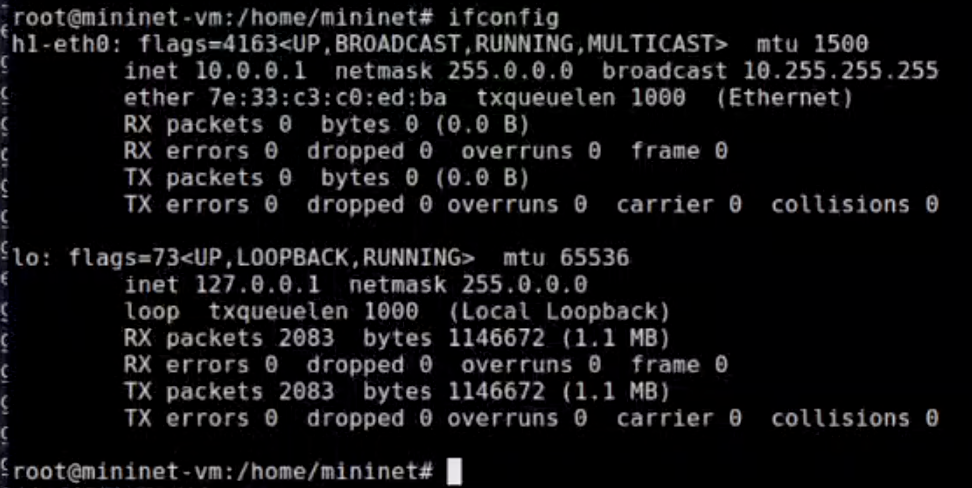 root@mininet-vm:/home/mininet# ifconfig
h1-eth0: flags=4163<UP,BROADCAST,RUNNING,MULTICAST>  mtu 1500
        inet 10.0.0.1  netmask 255.0.0.0  broadcast 10.255.255.255
        ether 7e:33:c3:c0:ed:ba  txqueuelen 1000  (Ethernet)
        RX packets 0  bytes 0 (0.0 B)
        RX errors 0  dropped 0  overruns 0  frame 0
        TX packets 0  bytes 0 (0.0 B)
        TX errors 0  dropped 0 overruns 0  carrier 0  collisions 0

lo: flags=73<UP,LOOPBACK,RUNNING>  mtu 65536
        inet 127.0.0.1  netmask 255.0.0.0
        loop  txqueuelen 1000  (Local Loopback)
        RX packets 2083  bytes 1146672 (1.1 MB)
        RX errors 0  dropped 0  overruns 0  frame 0
        TX packets 2083  bytes 1146672 (1.1 MB)
        TX errors 0  dropped 0 overruns 0  carrier 0  collisions 0

root@mininet-vm:/home/mininet#